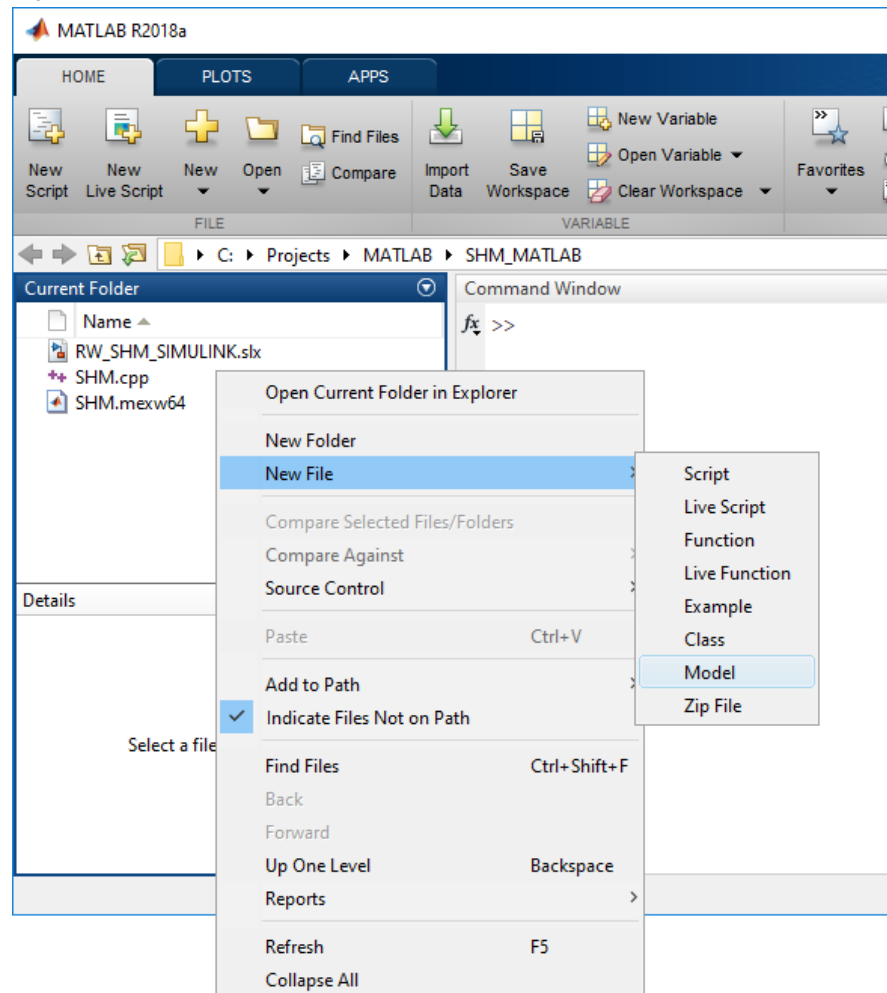 MATLAB R2018a
HOME PLOTS APPS
New Script
New Live Script
New
Open
Find Files
Compare
Import Data
Save Workspace
New Variable
Open Variable
Clear Workspace
Favorites
FILE VARIABLE
C: Projects MATLAB SHM_MATLAB
Current Folder
Command Window
Name
fx >>
RW_SHM_SIMULINK.slx
SHM.cpp
SHM.mexw64
Open Current Folder in Explorer
New Folder
New File
Compare Selected Files/Folders
Compare Against
Source Control
Paste Ctrl+V
Add to Path
Indicate Files Not on Path
Find Files Ctrl+Shift+F
Back
Forward
Up One Level Backspace
Reports
Refresh F5
Collapse All
Script
Live Script
Function
Live Function
Example
Class
Model
Zip File
Details
Select a file